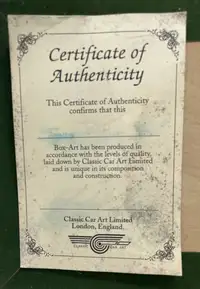 Certificate of
Authenticity
This Certificate of Authenticity
confirms that this
Box-Art has been produced in
accordance with the levels of quality,
laid down by Classic Car Art Limited
and is unique in its composition
and construction.
Classic Car Art Limited
London, England.